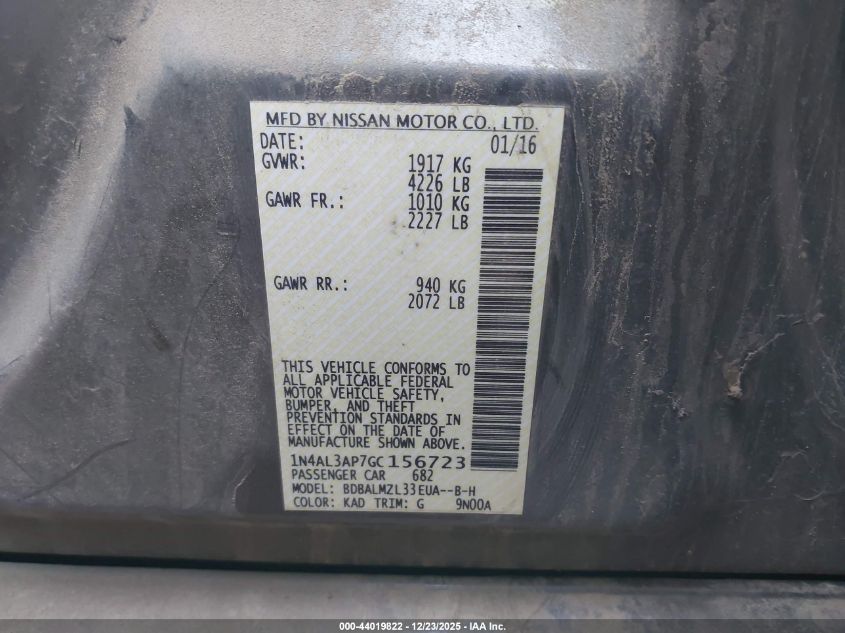 MFD BY NISSAN MOTOR CO., LTD.
DATE: 01/16
GVWR: 1917 KG
4226 LB
GAWR FR.: 1010 KG
2227 LB
GAWR RR.: 940 KG
2072 LB
THIS VEHICLE CONFORMS TO
ALL APPLICABLE FEDERAL
MOTOR VEHICLE SAFETY,
BUMPER, AND THEFT
PREVENTION STANDARDS IN
EFFECT ON THE DATE OF
MANUFACTURE SHOWN ABOVE.
1N4AL3AP7GC156723
PASSENGER CAR 682
MODEL: BDBALMZL33EUA--B-H
COLOR: KAD TRIM: G 9N00A
000-44019822 - 12/23/2025 - IAA Inc.